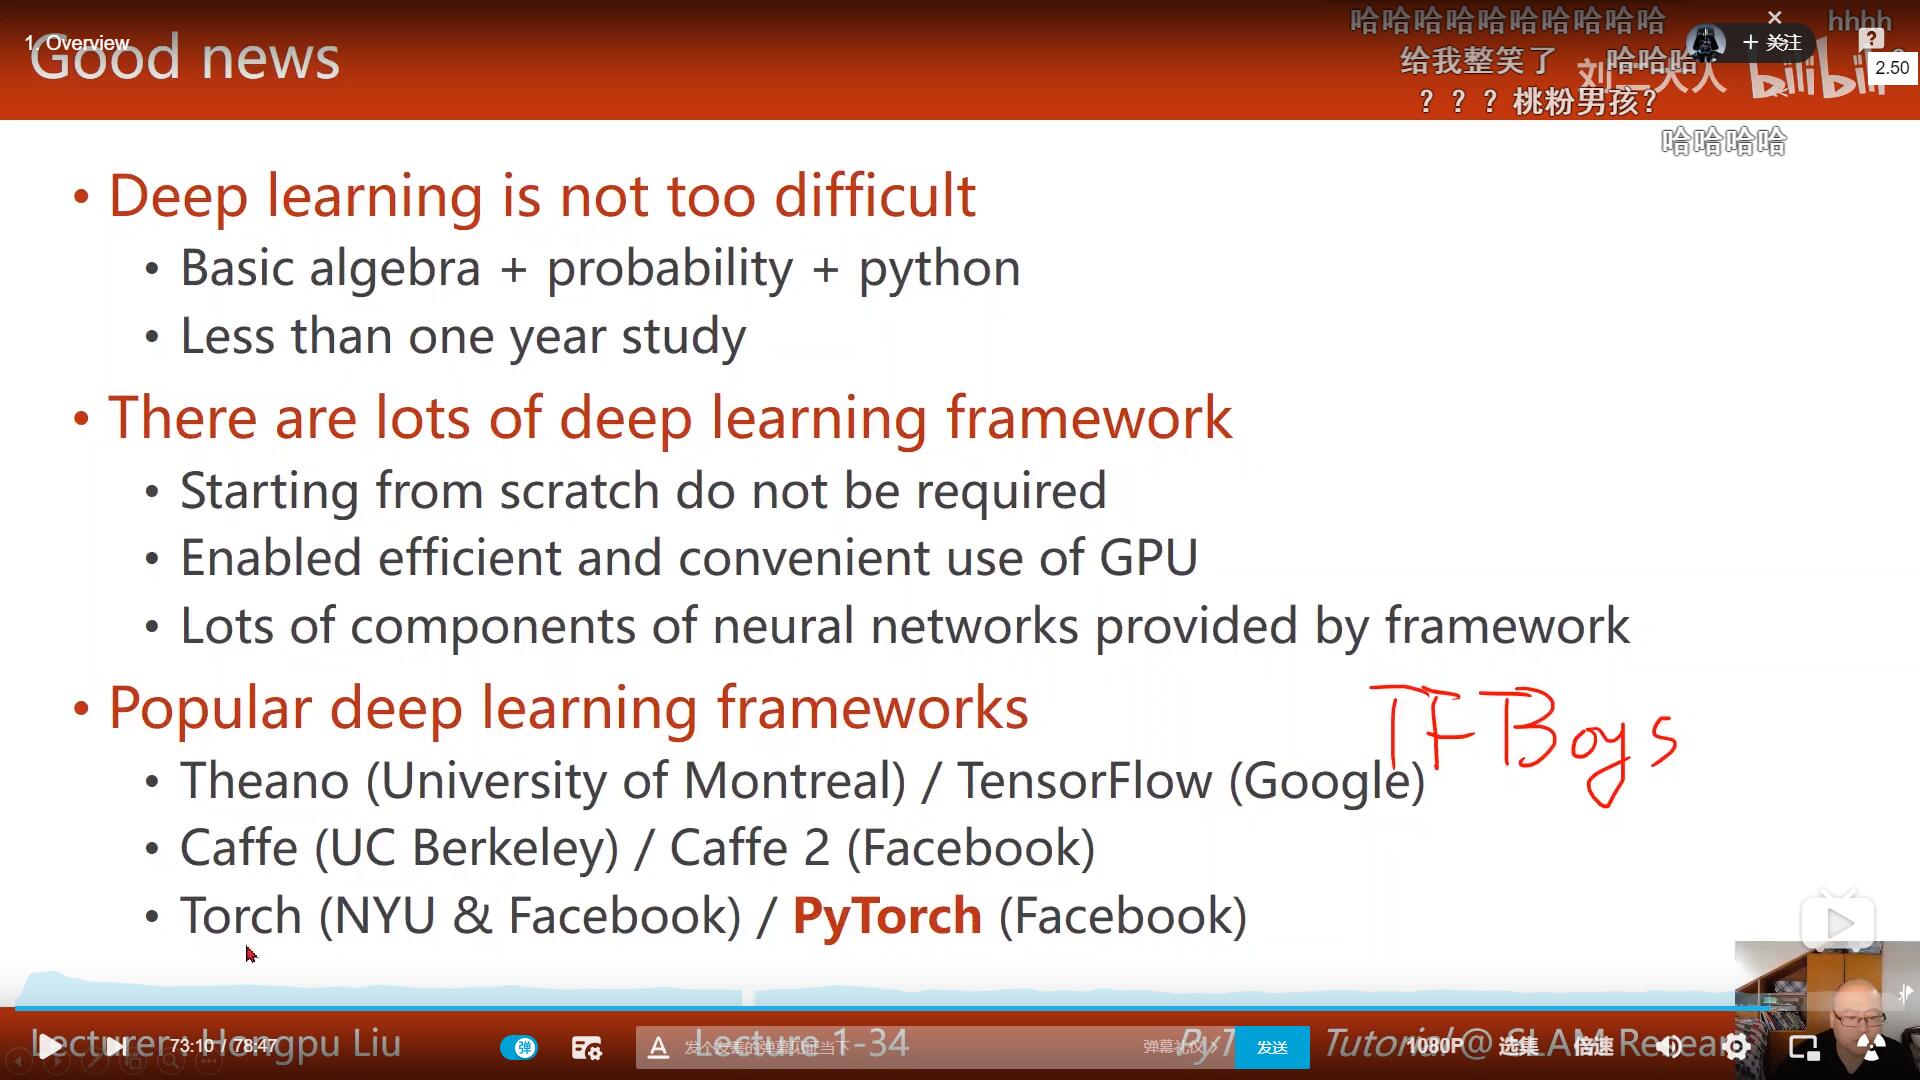 哈哈哈哈哈哈哈哈哈哈
hhhh
1. Overview
Good news
关注
给我整笑了
哈哈哈
刘二大人
bilibili
2.50
？？？桃粉男孩?
哈哈哈哈
• Deep learning is not too difficult
• Basic algebra + probability + python
• Less than one year study
• There are lots of deep learning framework
• Starting from scratch do not be required
• Enabled efficient and convenient use of GPU
• Lots of components of neural networks provided by framework
• Popular deep learning frameworks
TFBoys
• Theano (University of Montreal) / TensorFlow (Google)
• Caffe (UC Berkeley) / Caffe 2 (Facebook)
• Torch (NYU & Facebook) / PyTorch (Facebook)
Lecturer : Hongpu Liu
Lecture 1-34
Tutorial @ SLAM Resear
73:10 / 78:47
弹
发个友善的弹幕见证当下
弹幕礼仪 >
发送
1080P
选集
倍速